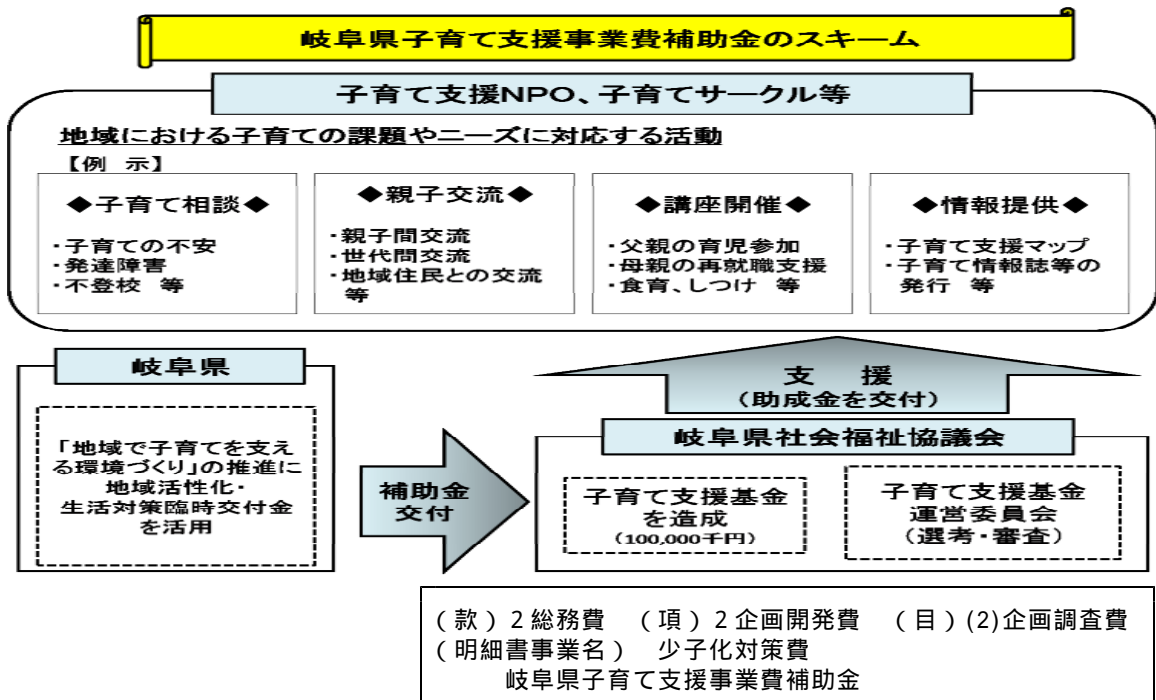 岐阜県子育て支援事業費補助金のスキーム
子育て支援NPO、子育てサークル等
地域における子育ての課題やニーズに対応する活動
【例　示】
◆子育て相談◆
・子育ての不安
・発達障害
・不登校　等
◆親子交流◆
・親子間交流
・世代間交流
・地域住民との交流
等
◆講座開催◆
・父親の育児参加
・母親の再就職支援
・食育、しつけ　等
◆情報提供◆
・子育て支援マップ
・子育て情報誌等の
発行　等
岐阜県
「地域で子育てを支え
る環境づくり」の推進に
地域活性化・
生活対策臨時交付金
を活用
補助金
交付
支　援
（助成金を交付）
岐阜県社会福祉協議会
子育て支援基金
を造成
（100,000千円）
子育て支援基金
運営委員会
（選考・審査）
（款）２総務費　（項）２企画開発費　（目）(2)企画調査費
（明細書事業名）　少子化対策費
岐阜県子育て支援事業費補助金